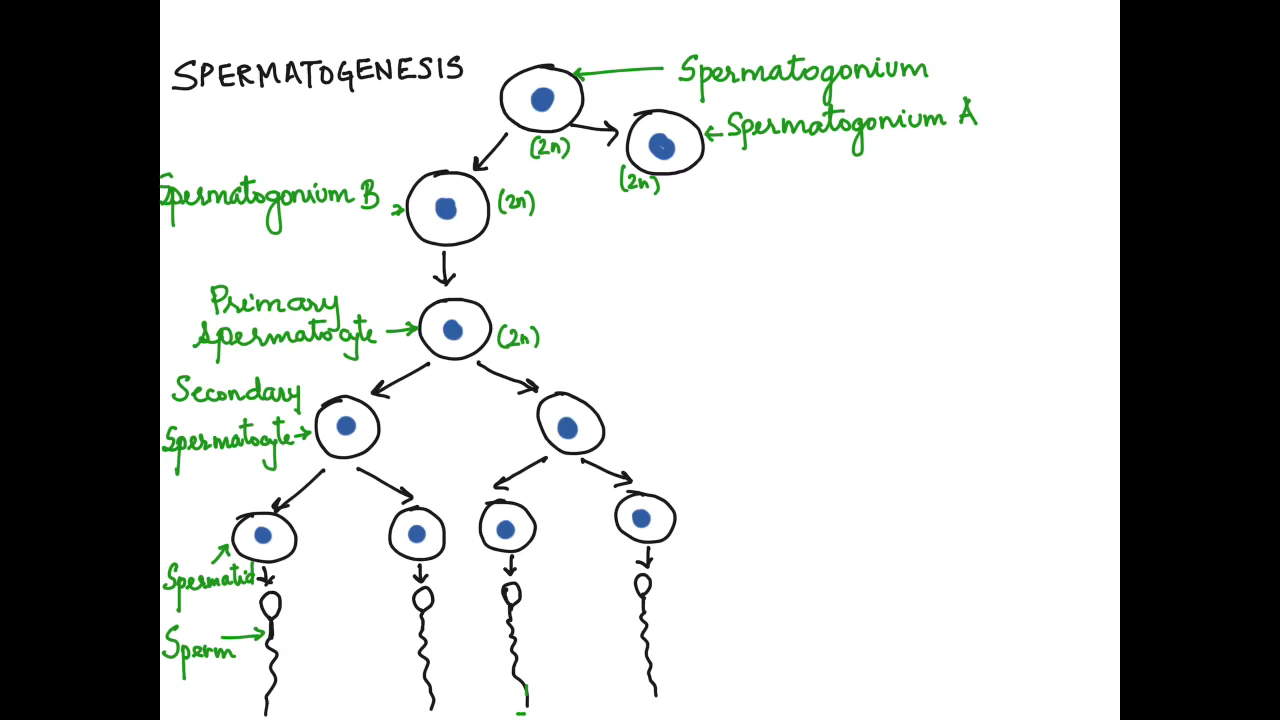 SPERMATOGENESIS
Spermatogonium
Spermatogonium A
(2n)
(2n)
Spermatogonium B
(2n)
Primary
spermatocyte
(2n)
Secondary
Spermatocyte
Spermatid
Sperm